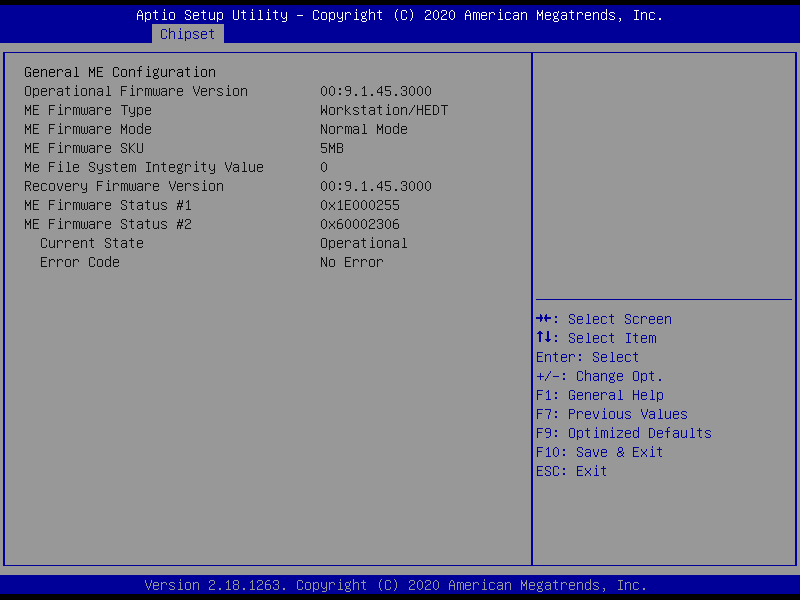 Aptio Setup Utility – Copyright (C) 2020 American Megatrends, Inc.
Chipset
General ME Configuration
Operational Firmware Version 00:9.1.45.3000
ME Firmware Type Workstation/HEDT
ME Firmware Mode Normal Mode
ME Firmware SKU 5MB
Me File System Integrity Value 0
Recovery Firmware Version 00:9.1.45.3000
ME Firmware Status #1 0x1E000255
ME Firmware Status #2 0x60002306
Current State Operational
Error Code No Error
→←: Select Screen
↑↓: Select Item
Enter: Select
+/-: Change Opt.
F1: General Help
F7: Previous Values
F9: Optimized Defaults
F10: Save & Exit
ESC: Exit
Version 2.18.1263. Copyright (C) 2020 American Megatrends, Inc.